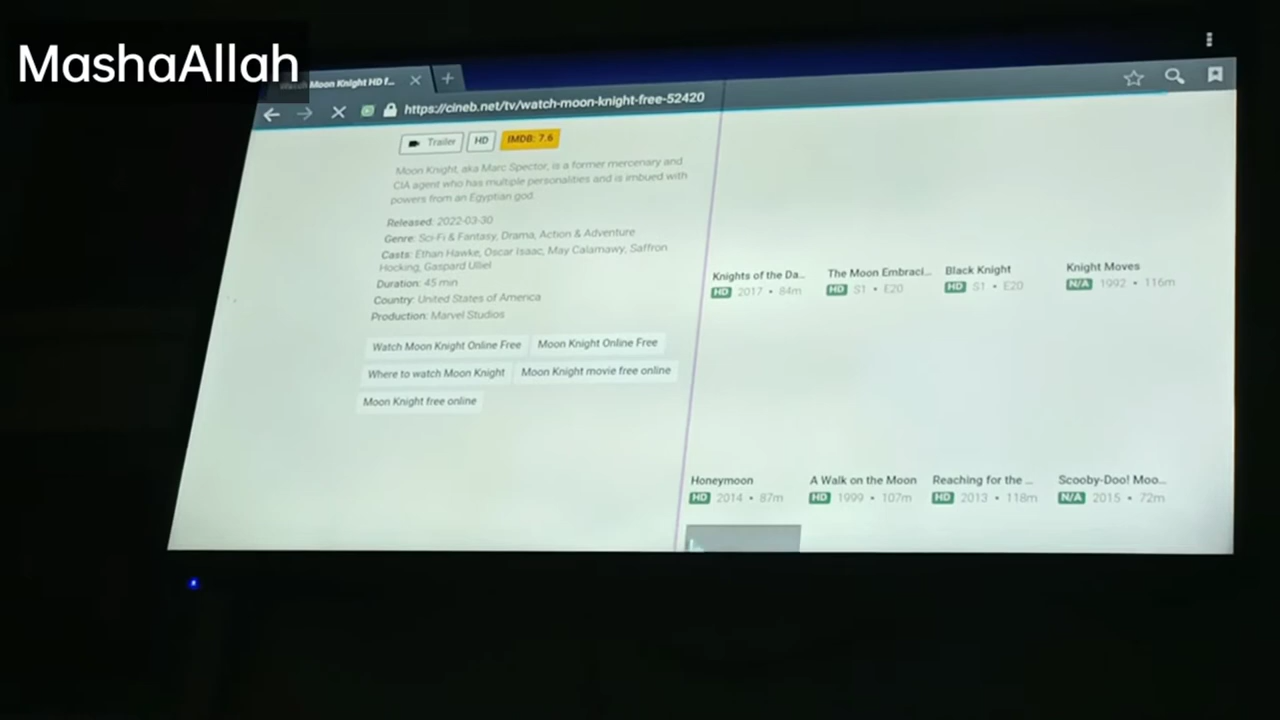 MashaAllah
Moon Knight HD f...
https://cineb.net/tv/watch-moon-knight-free-52420
Trailer HD IMDB: 7.6
Moon Knight, aka Marc Spector, is a former mercenary and
CIA agent who has multiple personalities and is imbued with
powers from an Egyptian god.
Released: 2022-03-30
Genre: Sci-Fi & Fantasy, Drama, Action & Adventure
Casts: Ethan Hawke, Oscar Isaac, May Calamawy, Saffron
Hocking, Gaspard Ulliel
Duration: 45 min
Country: United States of America
Production: Marvel Studios
Watch Moon Knight Online Free Moon Knight Online Free
Where to watch Moon Knight Moon Knight movie free online
Moon Knight free online
Knights of the Da... The Moon Embraci... Black Knight Knight Moves
HD 2017 • 84m HD S1 • E20 HD S1 • E20 N/A 1992 • 116m
Honeymoon A Walk on the Moon Reaching for the ... Scooby-Doo! Moo...
HD 2014 • 87m HD 1999 • 107m HD 2013 • 118m N/A 2015 • 72m